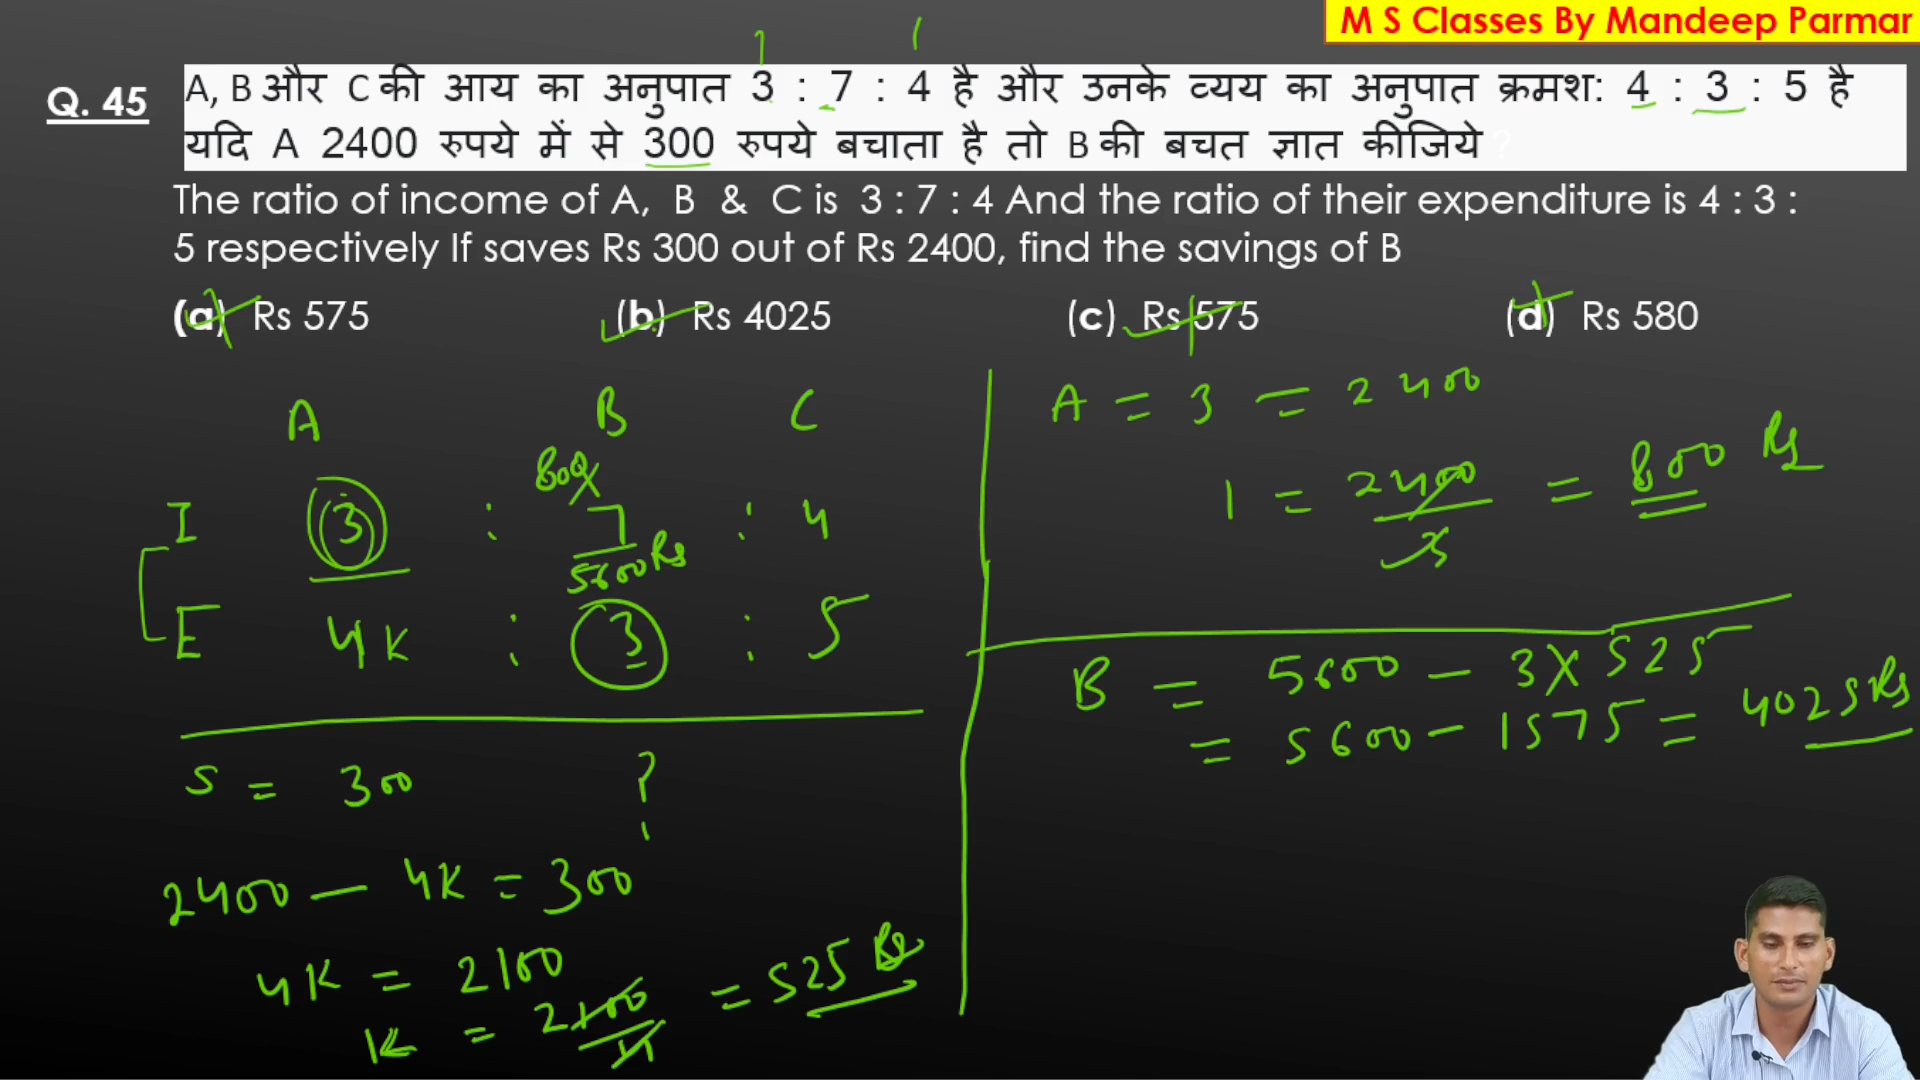 M S Classes By Mandeep Parmar
Q. 45 A, B और C की आय का अनुपात 3 : 7 : 4 है और उनके व्यय का अनुपात क्रमश: 4 : 3 : 5 है
यदि A 2400 रुपये में से 300 रुपये बचाता है तो B की बचत ज्ञात कीजिये ?
The ratio of income of A, B & C is 3 : 7 : 4 And the ratio of their expenditure is 4 : 3 :
5 respectively If saves Rs 300 out of Rs 2400, find the savings of B
(a) Rs 575 (b) Rs 4025 (c) Rs 575 (d) Rs 580
A B C
800x
I 3 : 7 : 4
5600 Rs
E 4K : 3 : 5
S = 300 ?
2400 - 4K = 300
4K = 2100
K = 2100/4 = 525 Rs
A = 3 = 2400
1 = 2400/3 = 800 Rs
B = 5600 - 3 X 525
= 5600 - 1575 = 4025 Rs